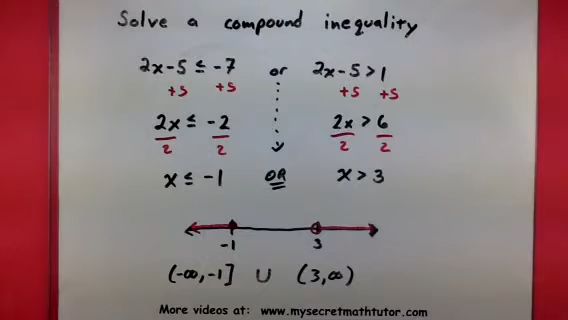 Solve a compound inequality
2x-5 ≤ -7 or 2x-5 > 1
+5 +5 +5 +5
2x ≤ -2 2x > 6
2 2 2 2
x ≤ -1 OR x > 3
-1 3
(-∞,-1] ∪ (3,∞)
More videos at: www.mysecretmathtutor.com